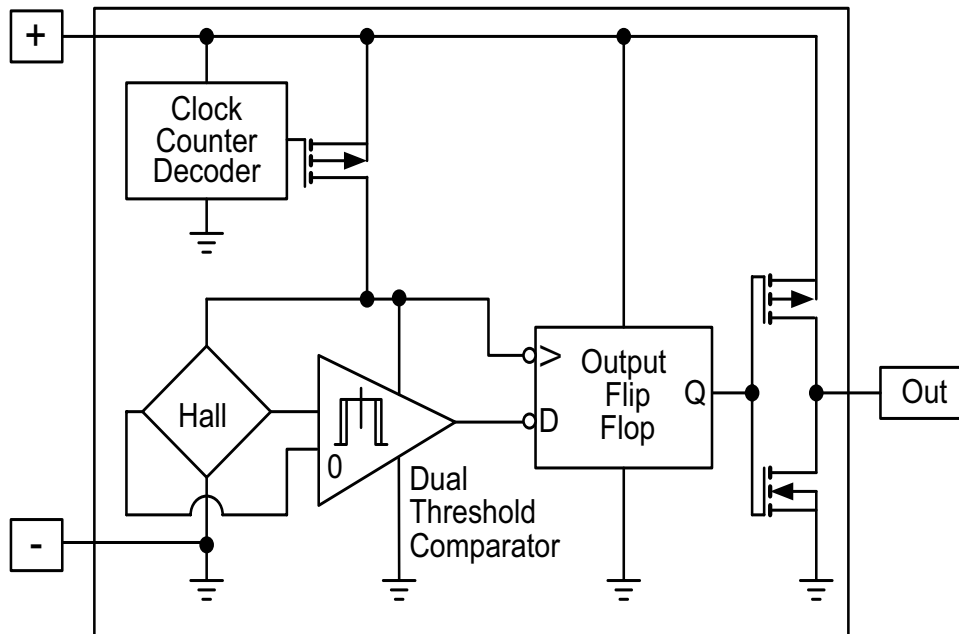 +
Clock
Counter
Decoder
Hall
0
Dual
Threshold
Comparator
>
D
Output
Flip
Flop
Q
Out
-